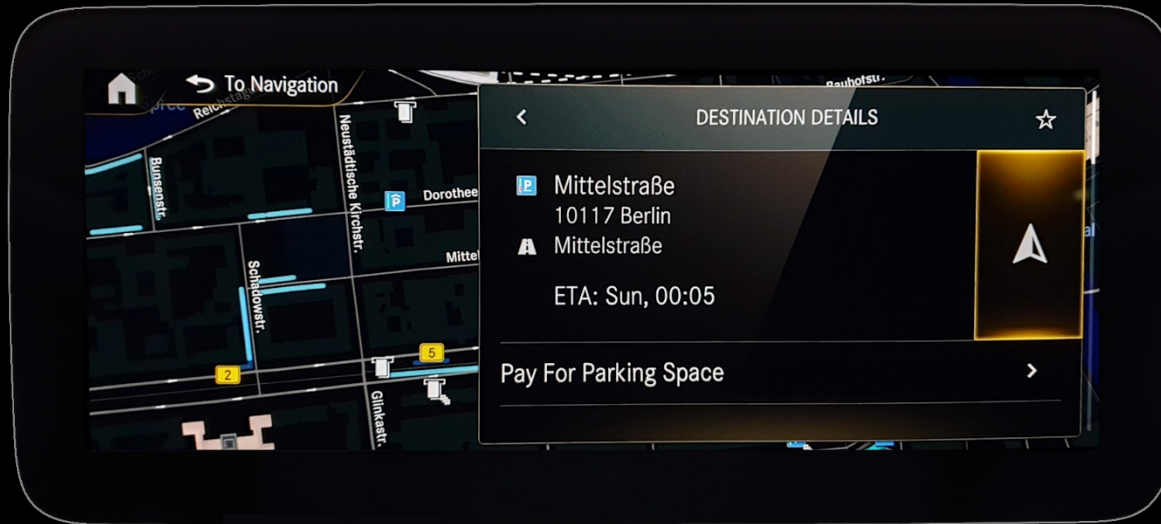 To Navigation
Bauhofstr.
DESTINATION DETAILS
Bunsenstr.
Neustädtische Kirchstr.
P
Dorothee
P
Mittelstraße
10117 Berlin
Mittelstraße
Mittel
Schadowstr.
ETA: Sun, 00:05
5
2
Pay For Parking Space
Glinkastr.